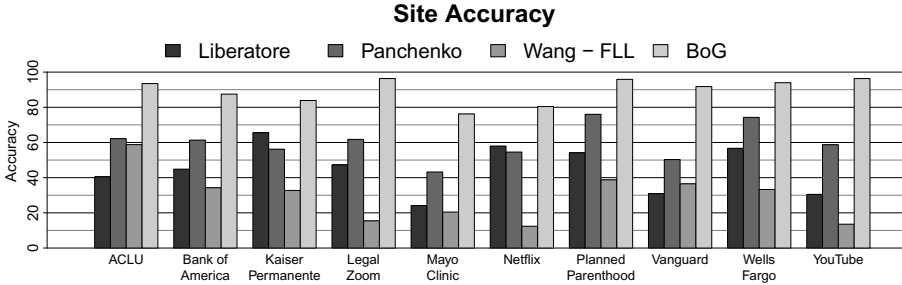 Site Accuracy
Liberatore Panchenko Wang − FLL BoG
Accuracy
100
80
60
40
20
0
ACLU Bank of America Kaiser Permanente Legal Zoom Mayo Clinic Netflix Planned Parenthood Vanguard Wells Fargo YouTube